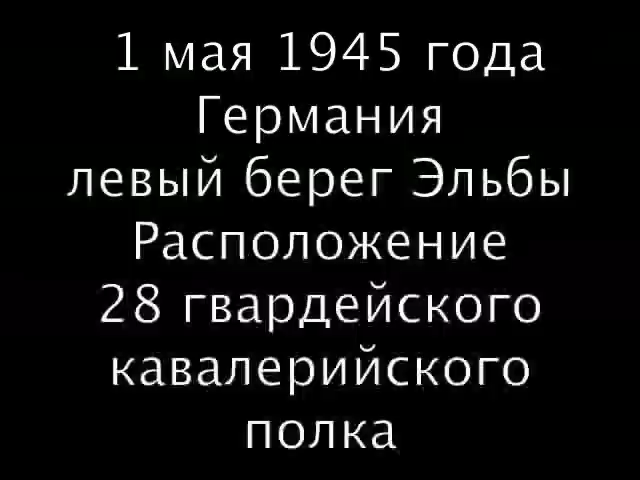 1 мая 1945 года
Германия
левый берег Эльбы
Расположение
28 гвардейского
кавалерийского
полка